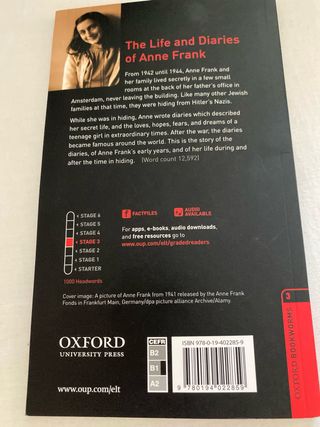 The Life and Diaries
of Anne Frank
From 1942 until 1944, Anne Frank and
her family lived secretly in a few small
rooms at the back of her father's office in
Amsterdam, never leaving the building. Like many other Jewish
families at that time, they were hiding from Hitler's Nazis.
While she was in hiding, Anne wrote diaries which described
her secret life, and the loves, hopes, fears, and dreams of a
teenage girl in extraordinary times. After the war, the diaries
became famous around the world. This is the story of the
diaries, of Anne Frank's early years, and of her life during and
after the time in hiding. (Word count 12,592)
< STAGE 6
< STAGE 5
< STAGE 4
< STAGE 3
< STAGE 2
< STAGE 1
< STARTER
1000 Headwords
f FACTFILES
AUDIO
AVAILABLE
For apps, e-books, audio downloads,
and free resources go to
www.oup.com/elt/gradedreaders
Cover image: A picture of Anne Frank from 1941 released by the Anne Frank
Fonds in Frankfurt Main, Germany/dpa picture alliance Archive/Alamy.
3
OXFORD BOOKWORMS
OXFORD
UNIVERSITY PRESS
www.oup.com/elt
CEFR
B2
B1
A2
ISBN 978-0-19-402285-9
9 780194 022859